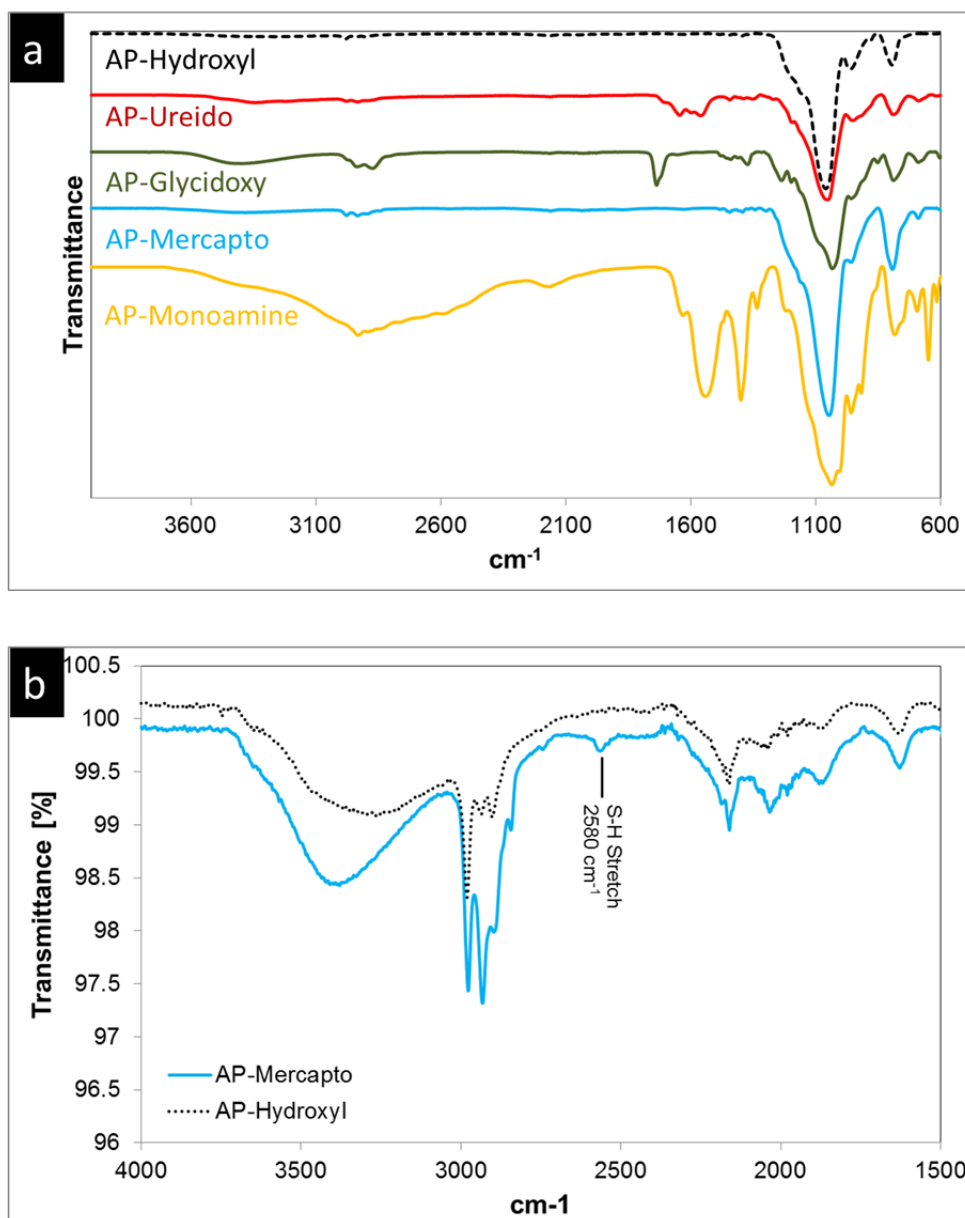 a
AP-Hydroxyl
AP-Ureido
AP-Glycidoxy
AP-Mercapto
AP-Monoamine
Transmittance
3600 3100 2600 2100 1600 1100 600
cm-1
b
100.5
100
99.5
99
98.5
98
97.5
97
96.5
96
Transmittance [%]
S-H Stretch
2580 cm-1
AP-Mercapto
AP-Hydroxyl
4000 3500 3000 2500 2000 1500
cm-1